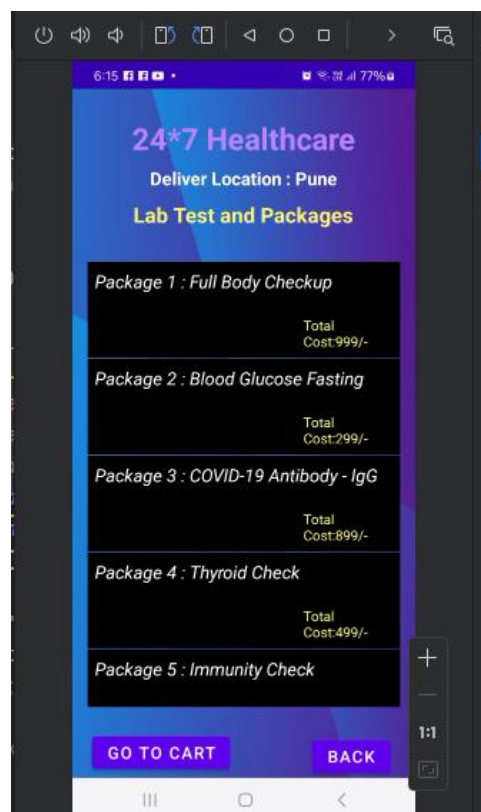 6:15
77%
24*7 Healthcare
Deliver Location : Pune
Lab Test and Packages
Package 1 : Full Body Checkup
Total
Cost:999/-
Package 2 : Blood Glucose Fasting
Total
Cost:299/-
Package 3 : COVID-19 Antibody - IgG
Total
Cost:899/-
Package 4 : Thyroid Check
Total
Cost:499/-
Package 5 : Immunity Check
1:1
GO TO CART
BACK